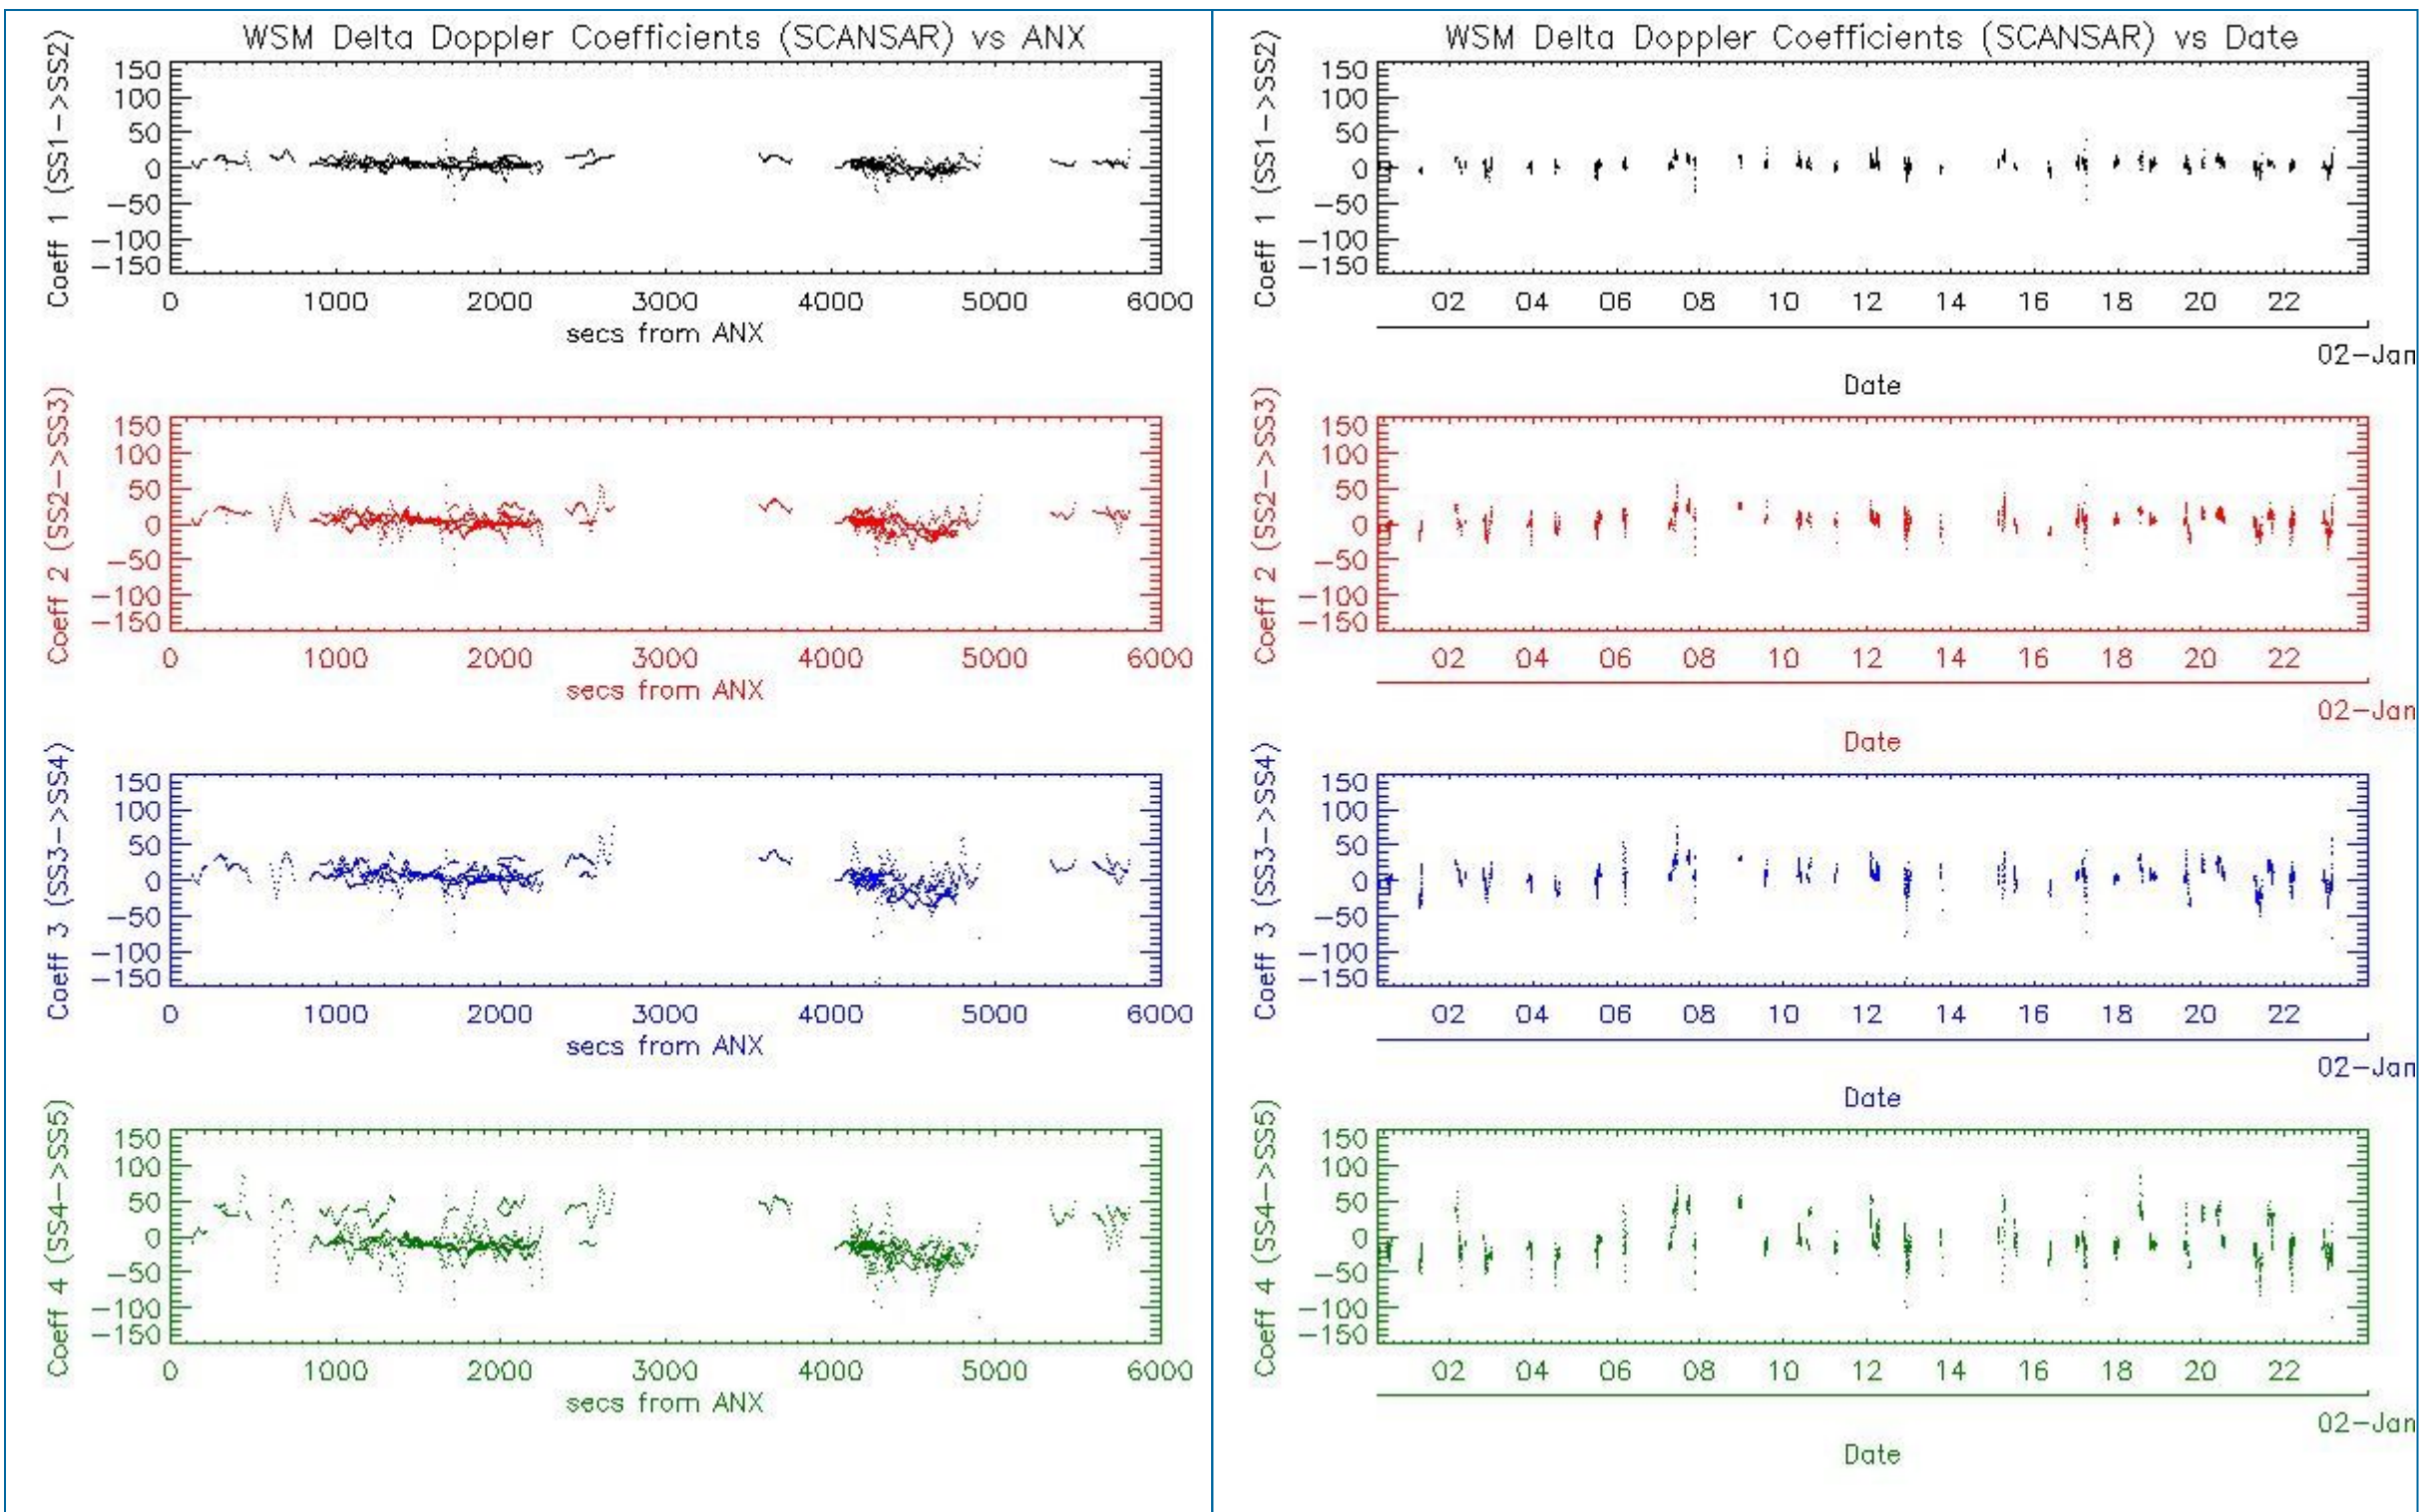 WSM Delta Doppler Coefficients (SCANSAR) vs ANX
Coeff 1 (SS1->SS2)
150
100
50
0
-50
-100
-150
0 1000 2000 3000 4000 5000 6000
secs from ANX
Coeff 2 (SS2->SS3)
150
100
50
0
-50
-100
-150
0 1000 2000 3000 4000 5000 6000
secs from ANX
Coeff 3 (SS3->SS4)
150
100
50
0
-50
-100
-150
0 1000 2000 3000 4000 5000 6000
secs from ANX
Coeff 4 (SS4->SS5)
150
100
50
0
-50
-100
-150
0 1000 2000 3000 4000 5000 6000
secs from ANX
WSM Delta Doppler Coefficients (SCANSAR) vs Date
Coeff 1 (SS1->SS2)
150
100
50
0
-50
-100
-150
02 04 06 08 10 12 14 16 18 20 22
02-Jan
Date
Coeff 2 (SS2->SS3)
150
100
50
0
-50
-100
-150
02 04 06 08 10 12 14 16 18 20 22
02-Jan
Date
Coeff 3 (SS3->SS4)
150
100
50
0
-50
-100
-150
02 04 06 08 10 12 14 16 18 20 22
02-Jan
Date
Coeff 4 (SS4->SS5)
150
100
50
0
-50
-100
-150
02 04 06 08 10 12 14 16 18 20 22
02-Jan
Date